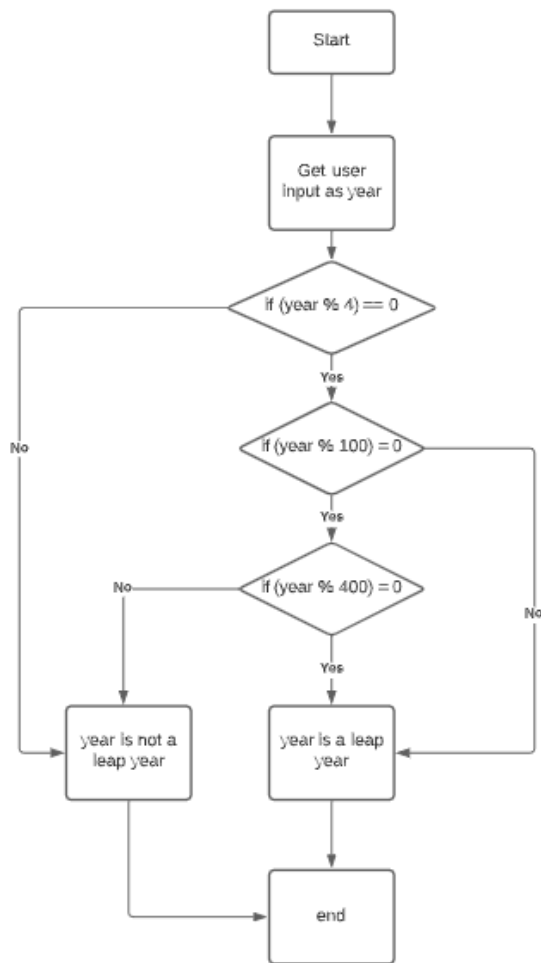 Start
Get user
input as year
if (year % 4) == 0
Yes
No
if (year % 100) = 0
Yes
if (year % 400) = 0
No
No
Yes
year is not a
leap year
year is a leap
year
end